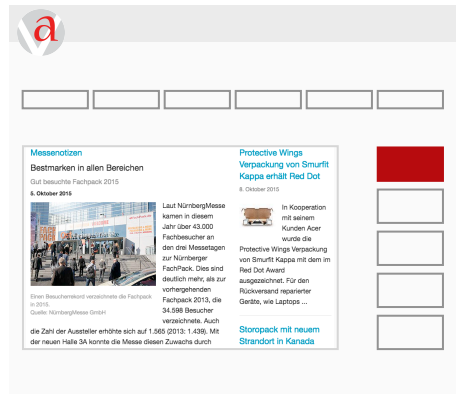 va
Messenotizen
Bestmarken in allen Bereichen
Gut besuchte Fachpack 2015
5. Oktober 2015
Laut NürnbergMesse
kamen in diesem
Jahr über 43.000
Fachbesucher an
den drei Messetagen
zur Nürnberger
FachPack. Dies sind
deutlich mehr, als zur
vorhergehenden
Fachpack 2013, die
34,598 Besucher
verzeichnete. Auch
die Zahl der Aussteller erhöhte sich auf 1.565 (2013: 1.439). Mit
der neuen Halle 3A konnte die Messe diesen Zuwachs durch
Einen Besucherrekord verzeichnete die Fachpack
in 2015.
Quelle: NürnbergMesse GmbH
Protective Wings
Verpackung von Smurfit
Kappa erhält Red Dot
6. Oktober 2015
In Kooperation
mit seinem
Kunden Acer
wurde die
Protective Wings Verpackung
von Smurfit Kappa mit dem im
Red Dot Award
ausgezeichnet. Für den
Rückversand reparierter
Geräte, wie Laptops ...
Storopack mit neuem
Strandort in Kanada